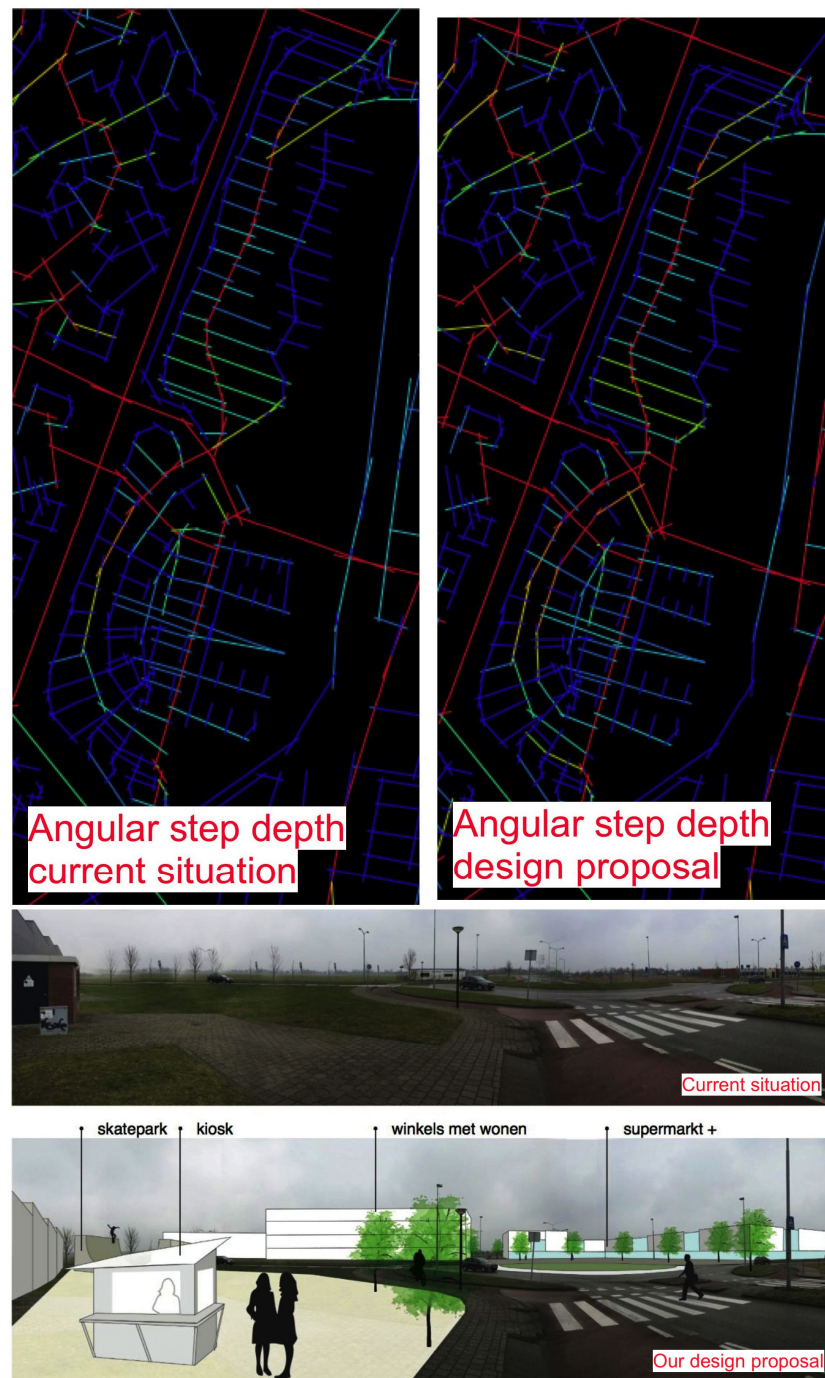 Angular step depth
current situation
Angular step depth
design proposal
Current situation
skatepark
kiosk
winkels met wonen
supermarkt +
Our design proposal